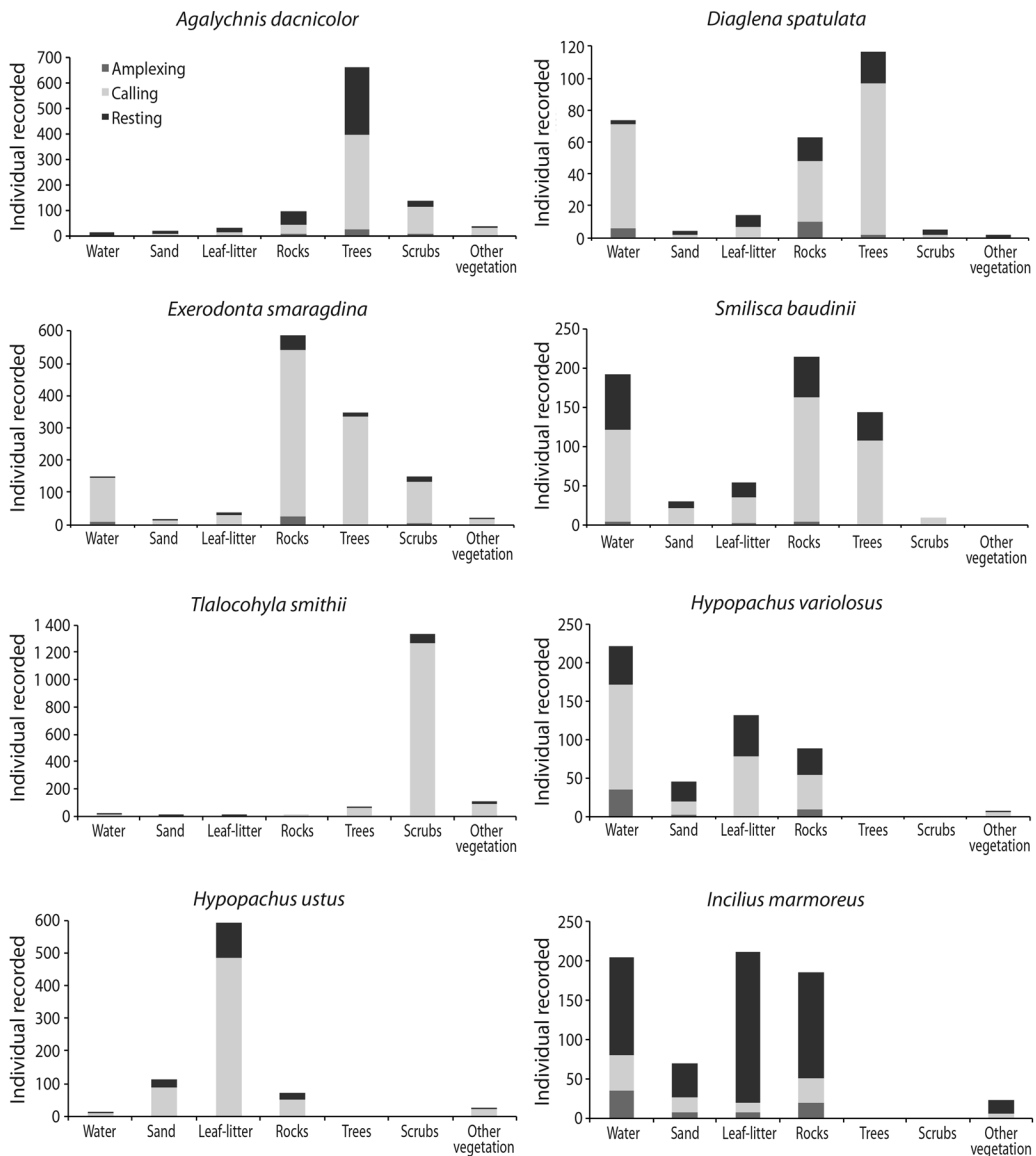 Agalychnis dacnicolor
Individual recorded
700
600
500
400
300
200
100
0
Amplexing
Calling
Resting
Water Sand Leaf-litter Rocks Trees Scrubs Other
vegetation
Diaglena spatulata
Individual recorded
120
100
80
60
40
20
0
Water Sand Leaf-litter Rocks Trees Scrubs Other
vegetation
Exerodonta smaragdina
Individual recorded
600
500
400
300
200
100
0
Water Sand Leaf-litter Rocks Trees Scrubs Other
vegetation
Smilisca baudinii
Individual recorded
250
200
150
100
50
0
Water Sand Leaf-litter Rocks Trees Scrubs Other
vegetation
Tlalocohyla smithii
Individual recorded
1 400
1 200
1 000
800
600
400
200
0
Water Sand Leaf-litter Rocks Trees Scrubs Other
vegetation
Hypopachus variolosus
Individual recorded
250
200
150
100
50
0
Water Sand Leaf-litter Rocks Trees Scrubs Other
vegetation
Hypopachus ustus
Individual recorded
600
500
400
300
200
100
0
Water Sand Leaf-litter Rocks Trees Scrubs Other
vegetation
Incilius marmoreus
Individual recorded
250
200
150
100
50
0
Water Sand Leaf-litter Rocks Trees Scrubs Other
vegetation